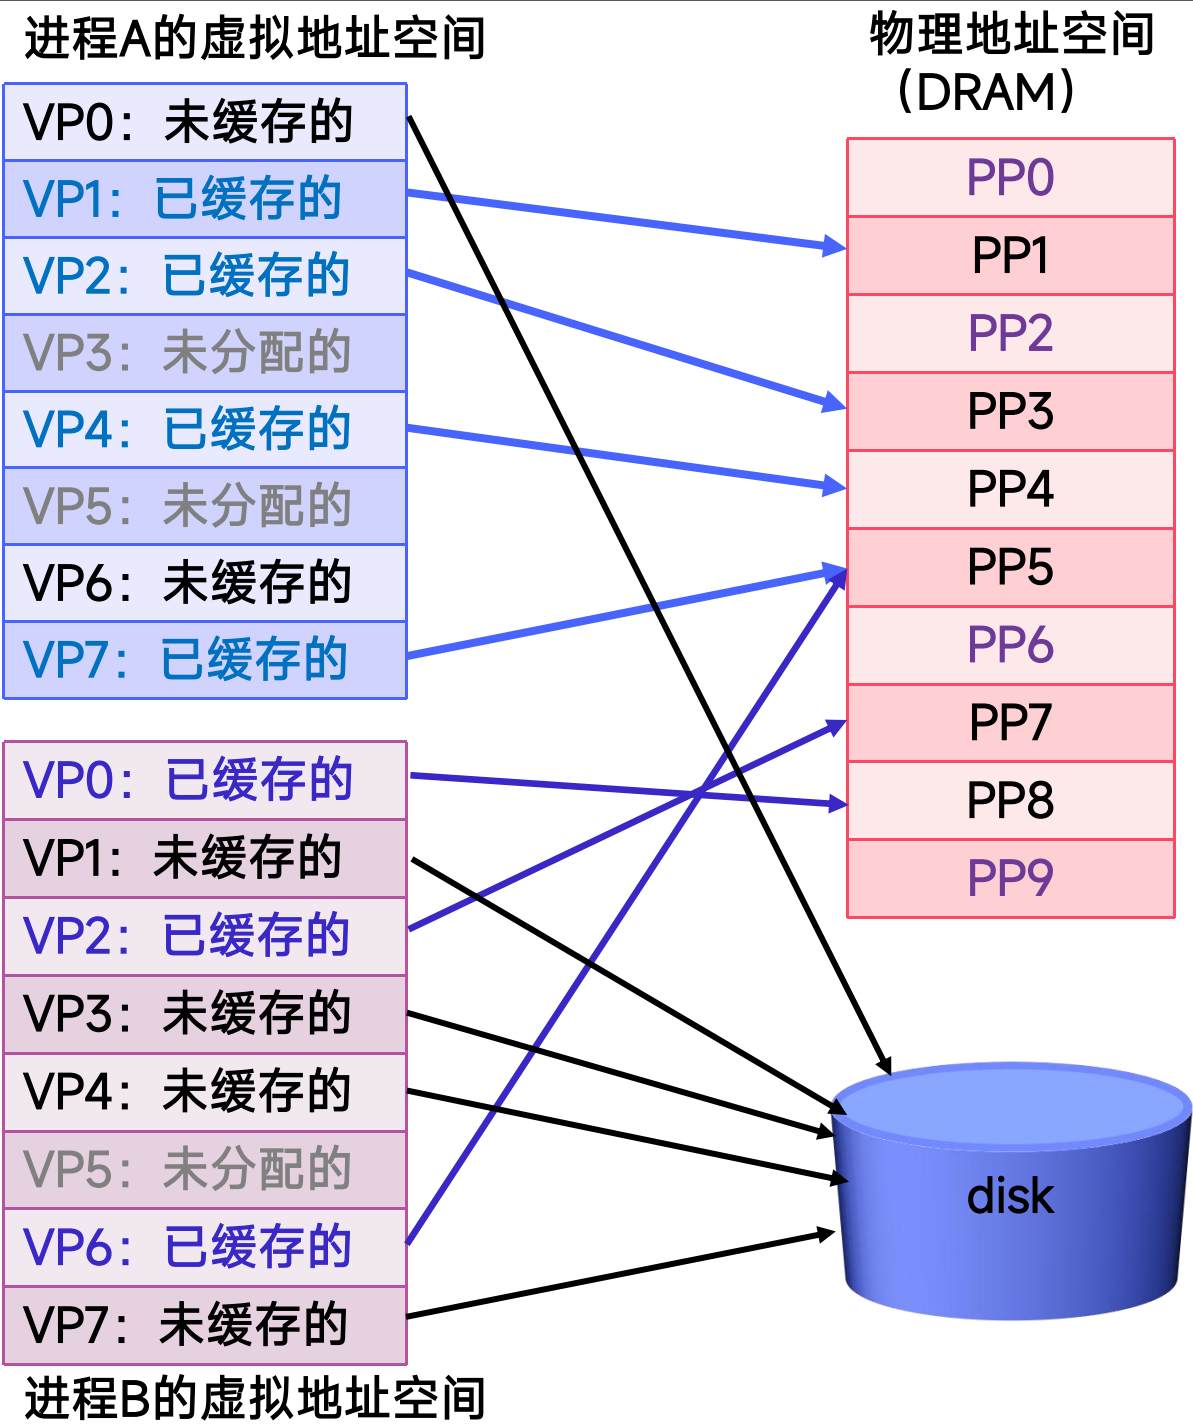 进程A的虚拟地址空间
VP0：未缓存的
VP1：已缓存的
VP2：已缓存的
VP3：未分配的
VP4：已缓存的
VP5：未分配的
VP6：未缓存的
VP7：已缓存的
VP0：已缓存的
VP1：未缓存的
VP2：已缓存的
VP3：未缓存的
VP4：未缓存的
VP5：未分配的
VP6：已缓存的
VP7：未缓存的
进程B的虚拟地址空间
物理地址空间
（DRAM）
PP0
PP1
PP2
PP3
PP4
PP5
PP6
PP7
PP8
PP9
disk